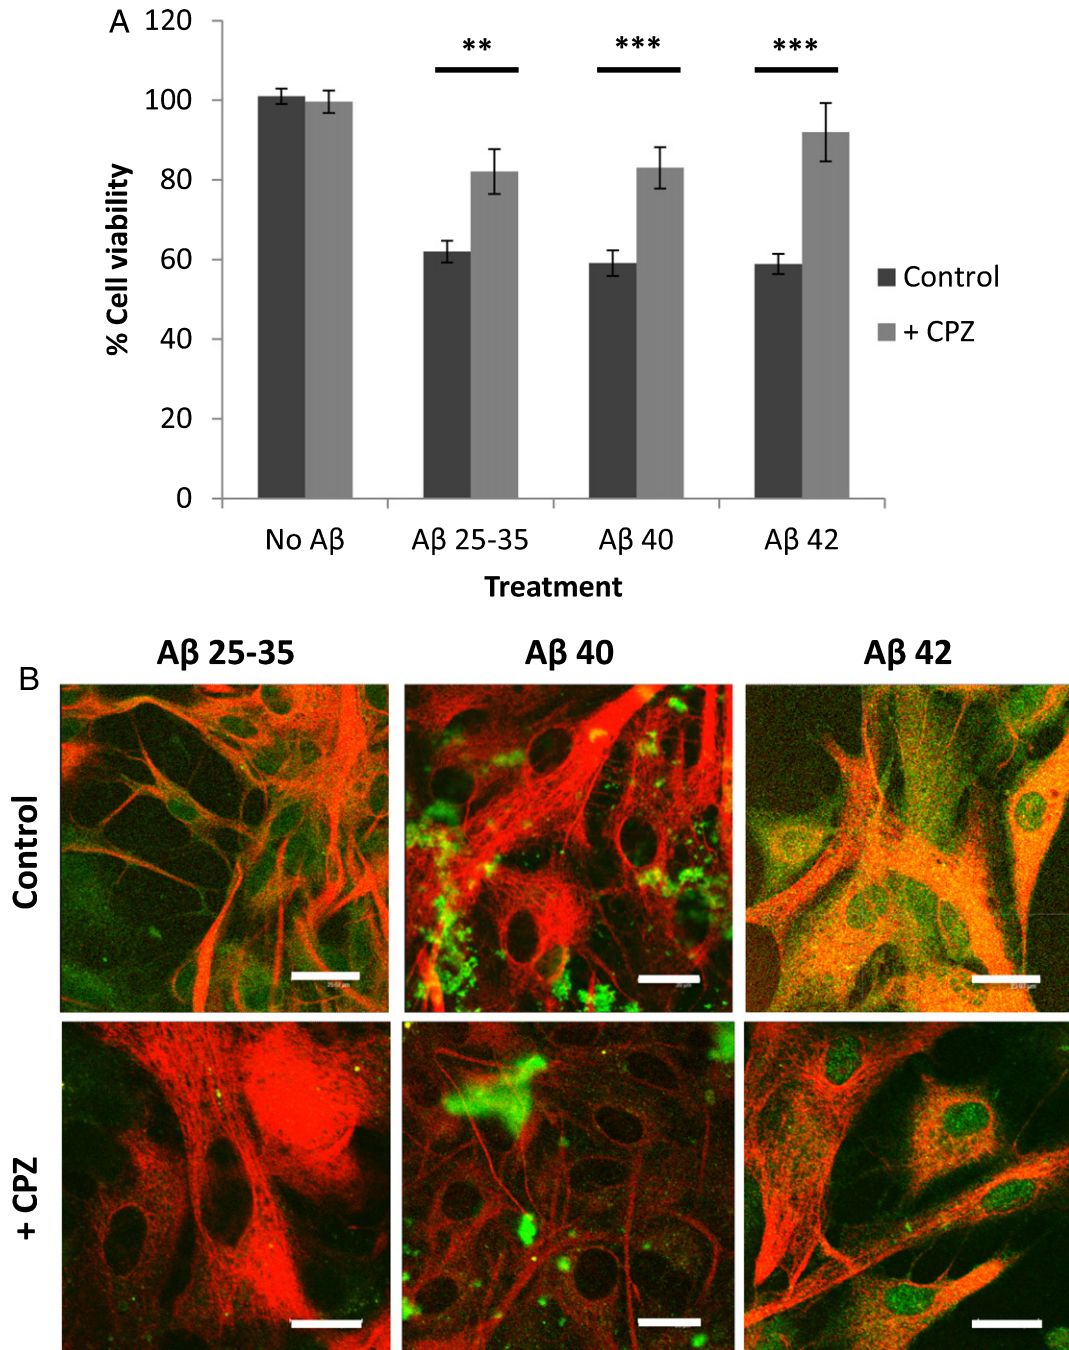 A
120
100
80
60
40
20
0
% Cell viability
** *** ***
Control
+ CPZ
No Aβ Aβ 25-35 Aβ 40 Aβ 42
Treatment
B
Aβ 25-35 Aβ 40 Aβ 42
Control
+ CPZ